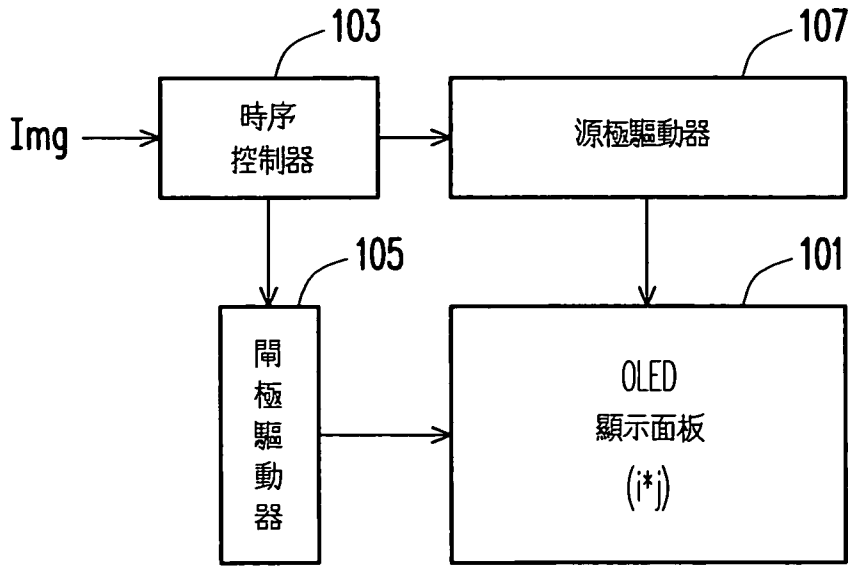 103
107
Img
時序
控制器
源極驅動器
105
101
閘極驅動器
OLED
顯示面板
(i*j)